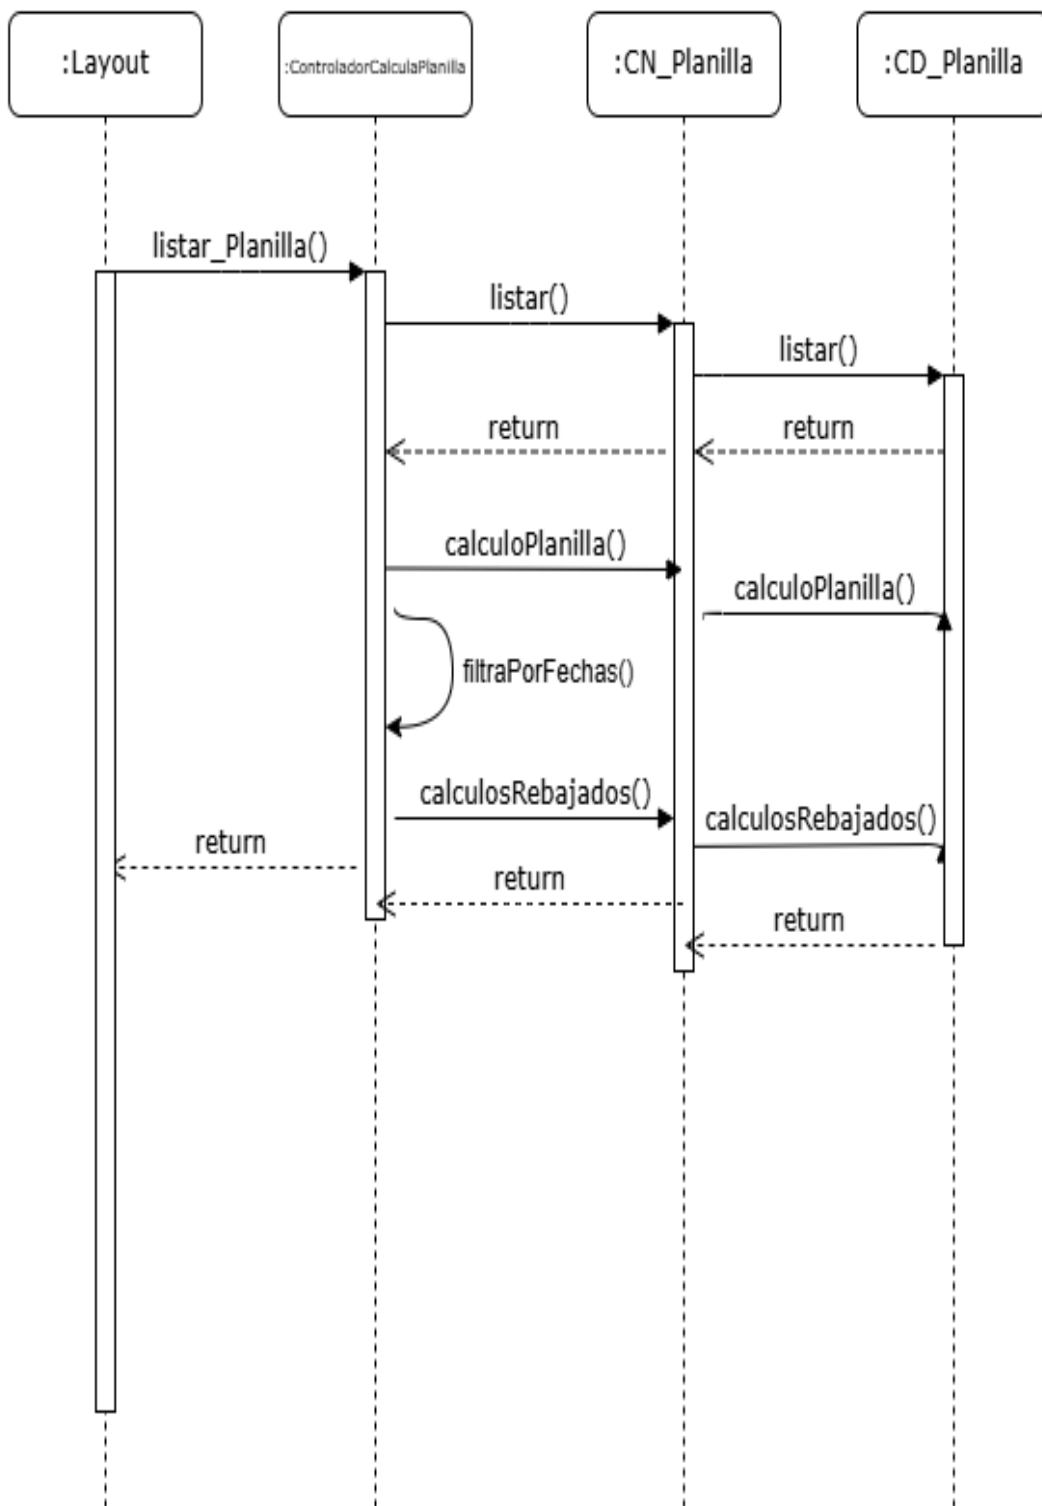 :Layout
:ControladorCalculaPlanilla
:CN_Planilla
:CD_Planilla
listar_Planilla()
listar()
listar()
return
return
calculoPlanilla()
calculoPlanilla()
filtraPorFechas()
calculosRebajados()
calculosRebajados()
return
return
return